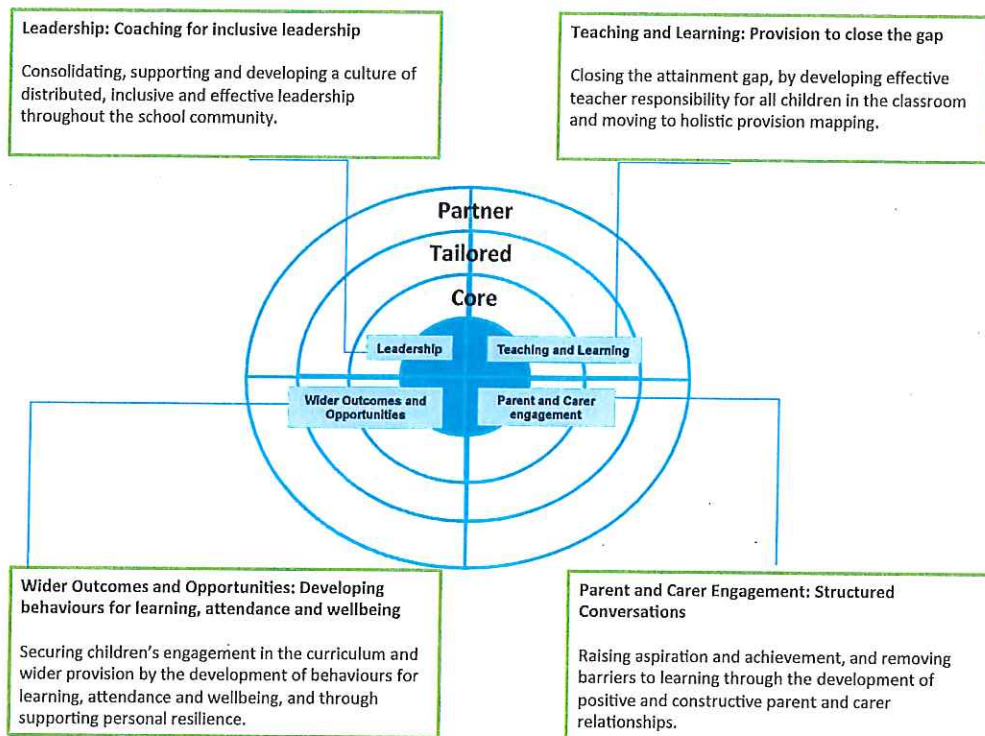 Leadership: Coaching for inclusive leadership
Consolidating, supporting and developing a culture of
distributed, inclusive and effective leadership
throughout the school community.
Teaching and Learning: Provision to close the gap
Closing the attainment gap, by developing effective
teacher responsibility for all children in the classroom
and moving to holistic provision mapping.
Partner
Tailored
Core
Leadership
Teaching and Learning
Wider Outcomes and
Opportunities
Parent and Carer
engagement
Wider Outcomes and Opportunities: Developing
behaviours for learning, attendance and wellbeing
Securing children's engagement in the curriculum and
wider provision by the development of behaviours for
learning, attendance and wellbeing, and through
supporting personal resilience.
Parent and Carer Engagement: Structured
Conversations
Raising aspiration and achievement, and removing
barriers to learning through the development of
positive and constructive parent and carer
relationships.